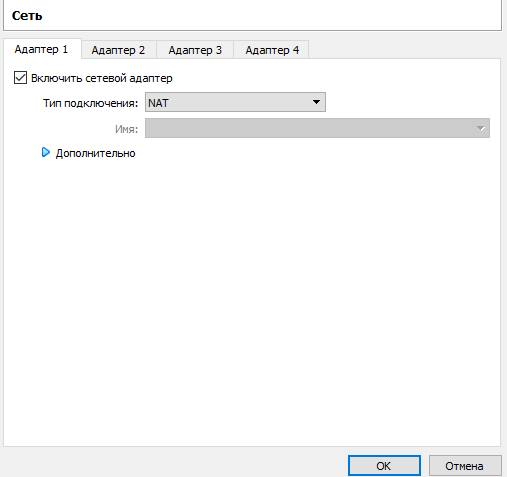 Сеть
Адаптер 1 Адаптер 2 Адаптер 3 Адаптер 4
Включить сетевой адаптер
Тип подключения: NAT
Имя:
Дополнительно
OK Отмена